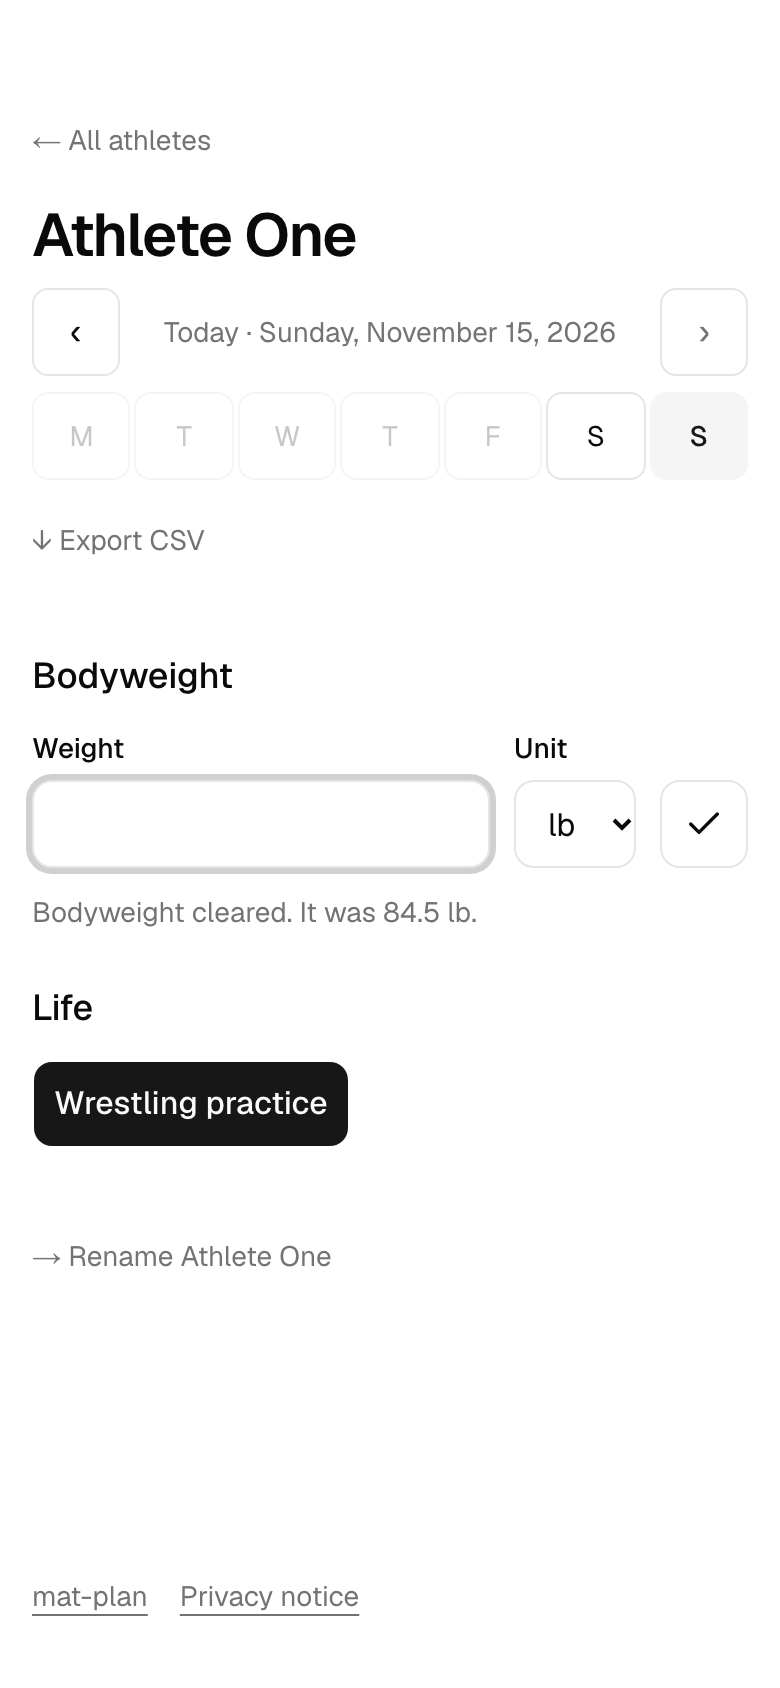 ← All athletes
Athlete One
‹ Today · Sunday, November 15, 2026 ›
M T W T F S S
↓ Export CSV
Bodyweight
Weight Unit
lb
Bodyweight cleared. It was 84.5 lb.
Life
Wrestling practice
→ Rename Athlete One
mat-plan Privacy notice